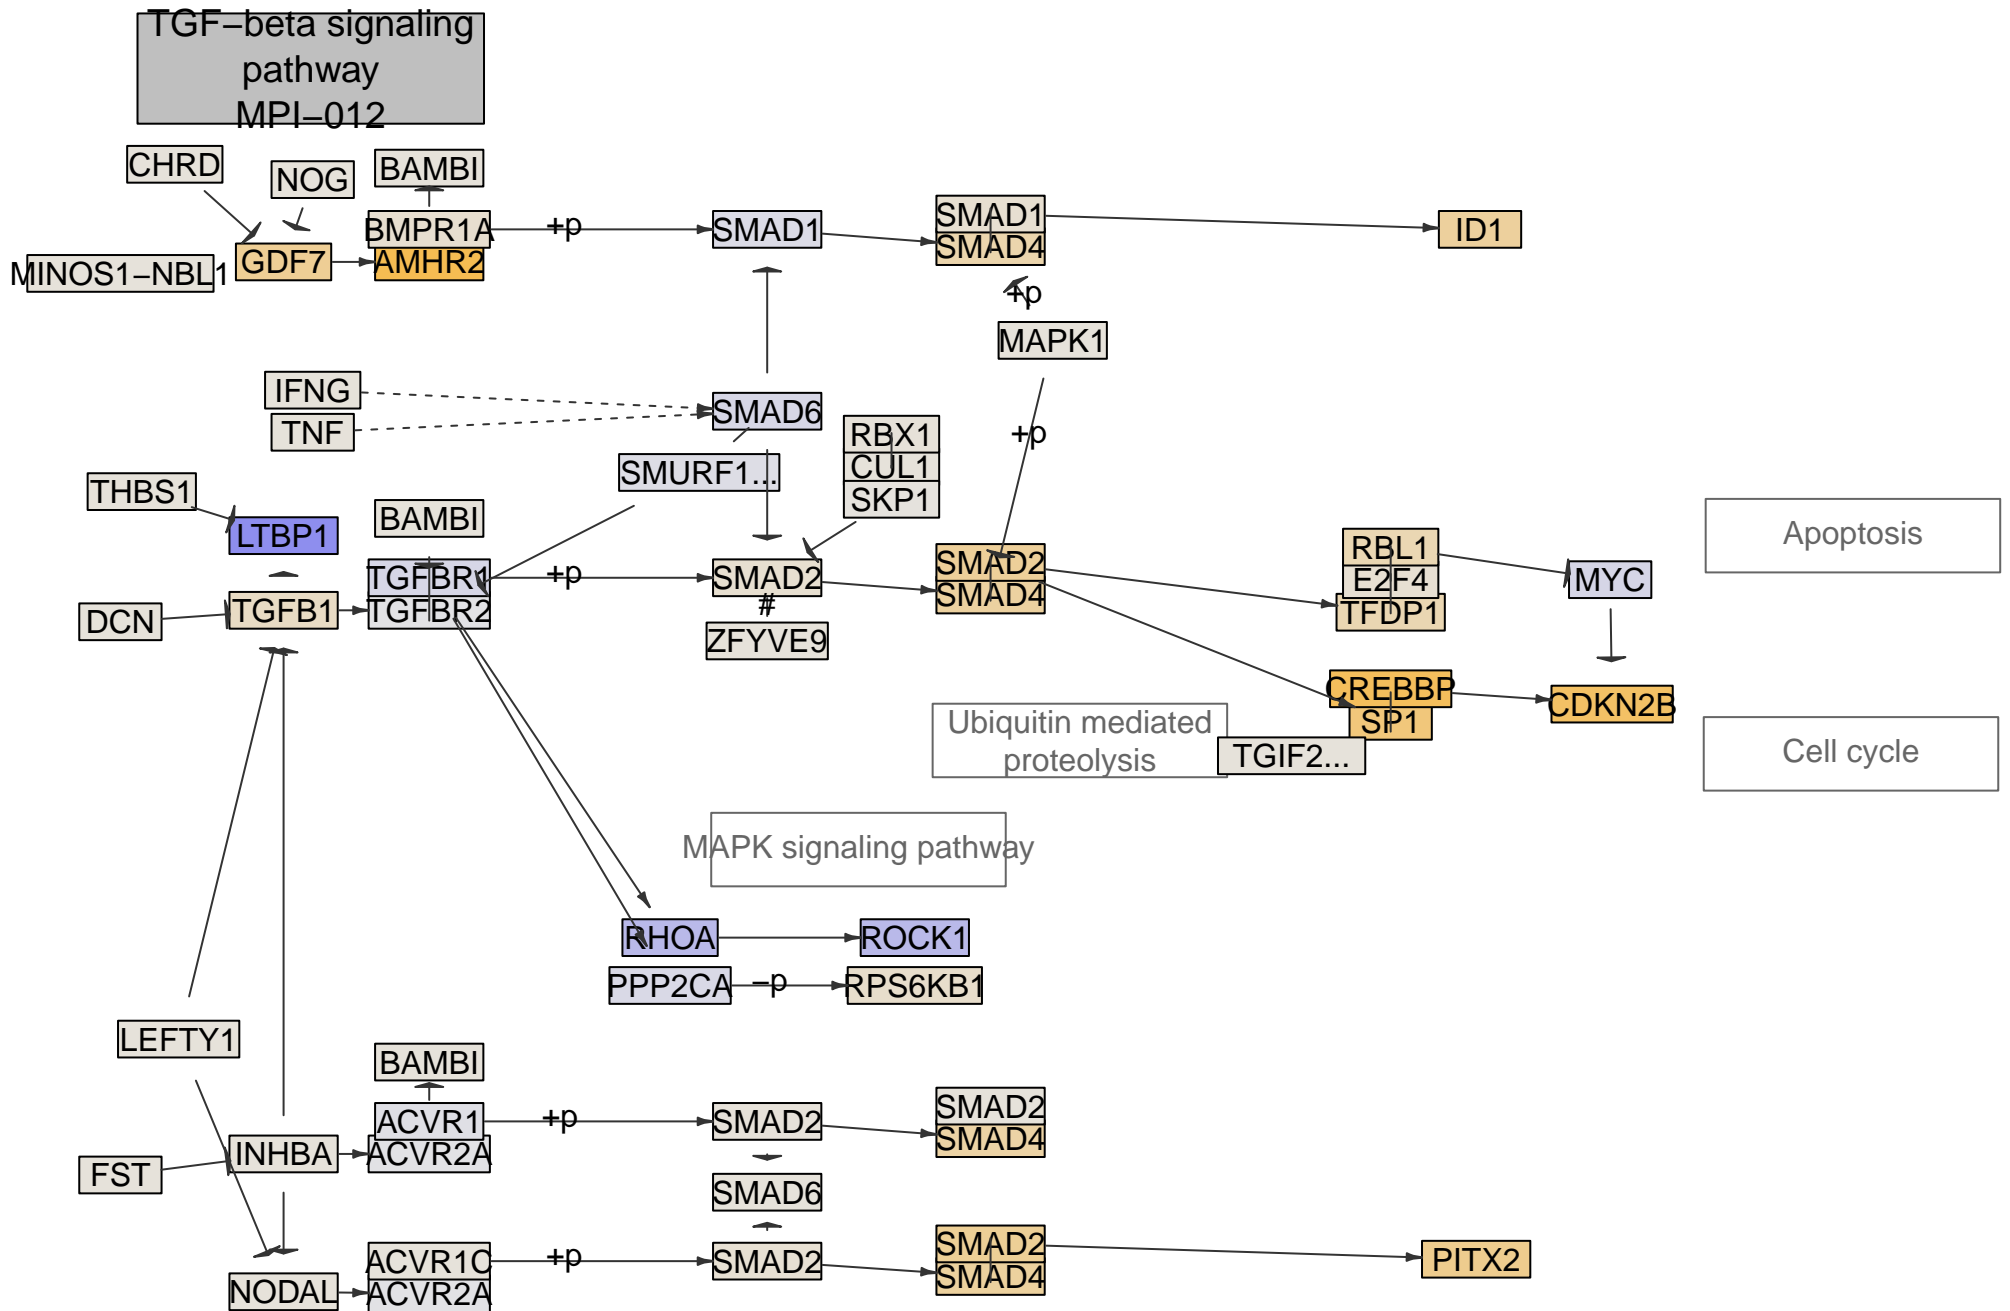 TGF−beta signaling
pathway
MPI−012
CHRD
NOG
BAMBI
BMPR1A
+p
SMAD1
SMAD1
SMAD4
ID1
MINOS1−NBL1
GDF7
AMHR2
+p
MAPK1
IFNG
TNF
SMAD6
RBX1
CUL1
SKP1
+p
SMURF1...
THBS1
LTBP1
BAMBI
TGFBR1
TGFBR2
+p
SMAD2
#
ZFYVE9
SMAD2
SMAD4
RBL1
E2F4
TFDP1
MYC
Apoptosis
DCN
TGFB1
CREBBP
SP1
CDKN2B
Ubiquitin mediated
proteolysis
TGIF2...
Cell cycle
MAPK signaling pathway
RHOA
ROCK1
PPP2CA
−p
RPS6KB1
LEFTY1
BAMBI
ACVR1
ACVR2A
+p
SMAD2
SMAD2
SMAD4
INHBA
FST
SMAD6
ACVR1C
ACVR2A
+p
SMAD2
SMAD2
SMAD4
PITX2
NODAL